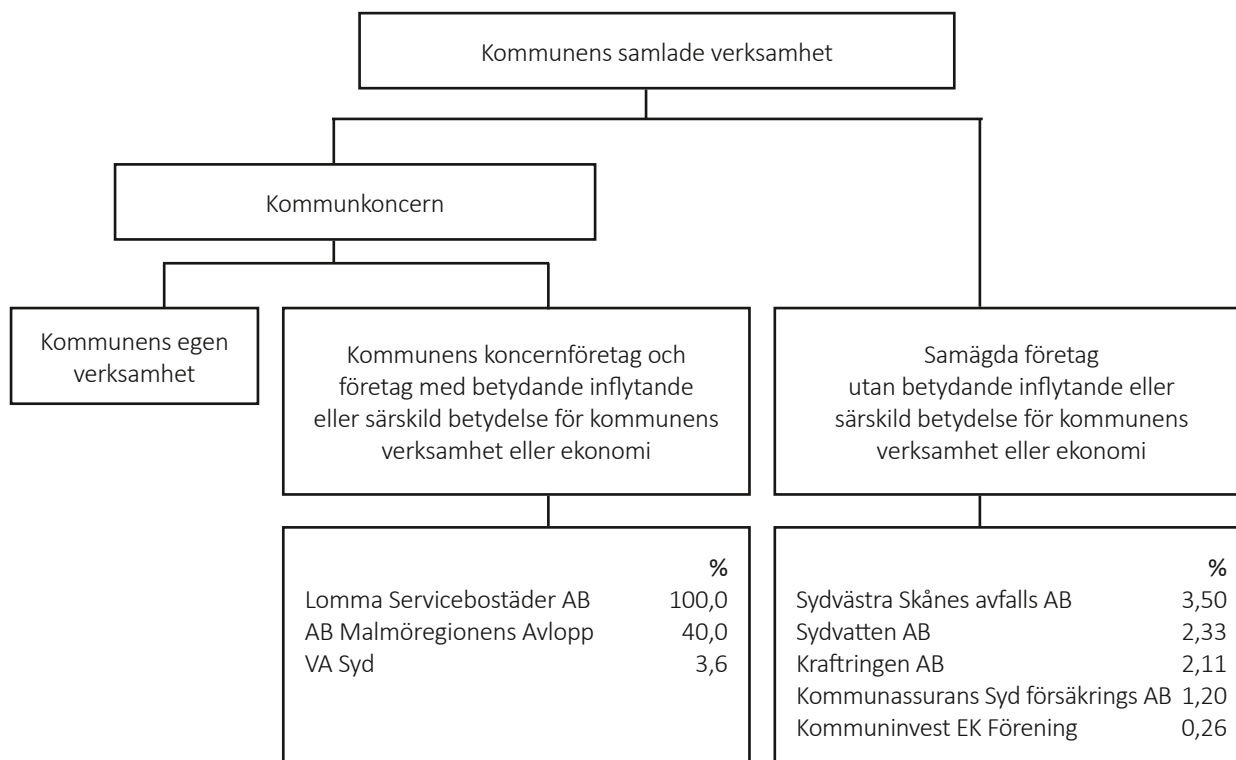 Kommunens samlade verksamhet
Kommunkoncern
Kommunens egen
verksamhet
Kommunens koncernföretag och
företag med betydande inflytande
eller särskild betydelse för kommunens
verksamhet eller ekonomi
Samägda företag
utan betydande inflytande eller
särskild betydelse för kommunens
verksamhet eller ekonomi
%
Lomma Servicebostäder AB 100,0
AB Malmöregionens Avlopp 40,0
VA Syd 3,6
%
Sydvästra Skånes avfalls AB 3,50
Sydvatten AB 2,33
Kraftringen AB 2,11
Kommunassurans Syd försäkrings AB 1,20
Kommuninvest EK Förening 0,26